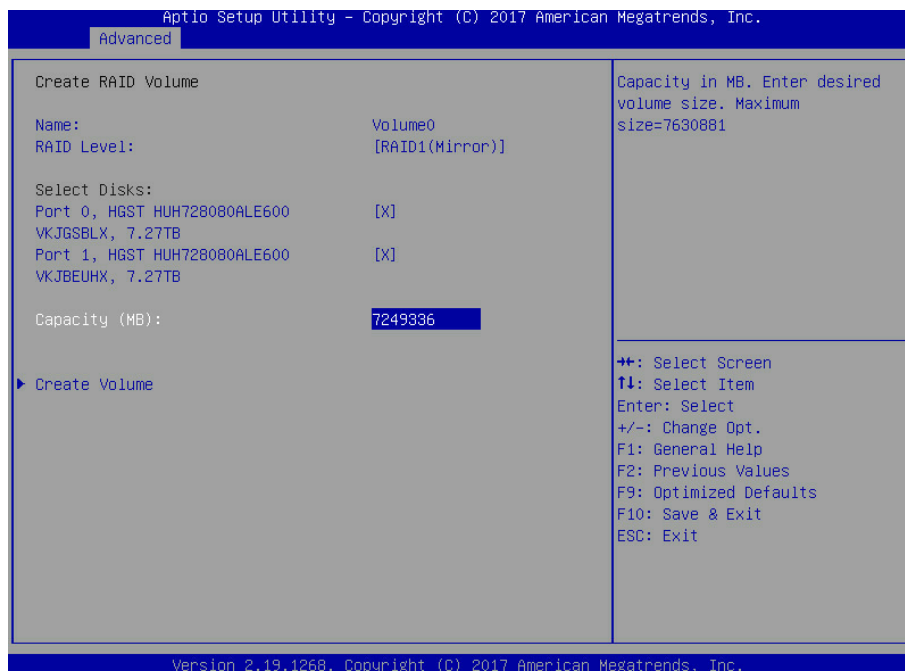 Aptio Setup Utility – Copyright (C) 2017 American Megatrends, Inc.
Advanced
Create RAID Volume
Name: Volume0
RAID Level: [RAID1(Mirror)]
Select Disks:
Port 0, HGST HUH728080ALE600 [X]
VKJGSBLX, 7.27TB
Port 1, HGST HUH728080ALE600 [X]
VKJBEUHX, 7.27TB
Capacity (MB): 7249336
▶ Create Volume
Capacity in MB. Enter desired
volume size. Maximum
size=7630881
→←: Select Screen
↑↓: Select Item
Enter: Select
+/-: Change Opt.
F1: General Help
F2: Previous Values
F9: Optimized Defaults
F10: Save & Exit
ESC: Exit
Version 2.19.1268. Copyright (C) 2017 American Megatrends, Inc.